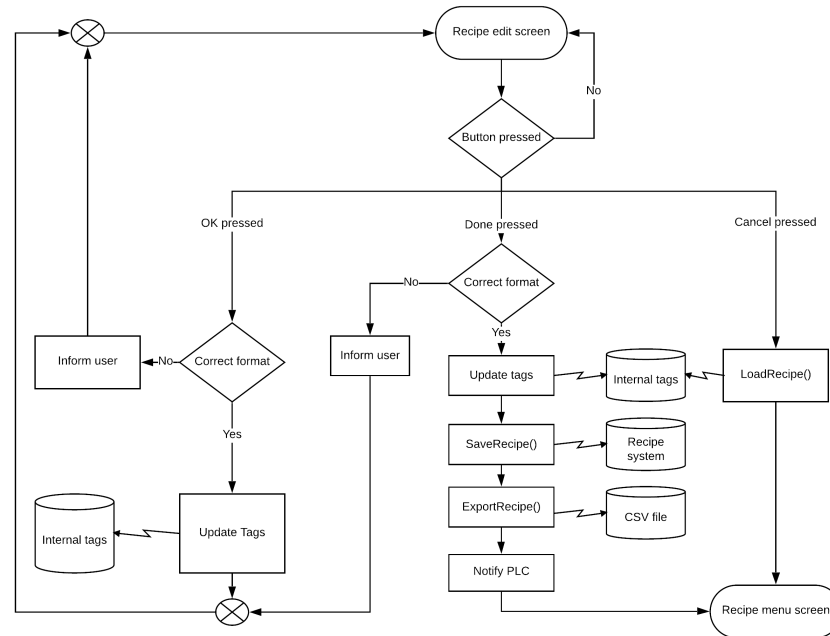 Recipe edit screen
No
Button pressed
OK pressed
Done pressed
Cancel pressed
No
Correct format
Yes
Inform user
No
Correct format
Inform user
Update tags
Internal tags
LoadRecipe()
Yes
SaveRecipe()
Recipe
system
ExportRecipe()
CSV file
Internal tags
Update Tags
Notify PLC
Recipe menu screen